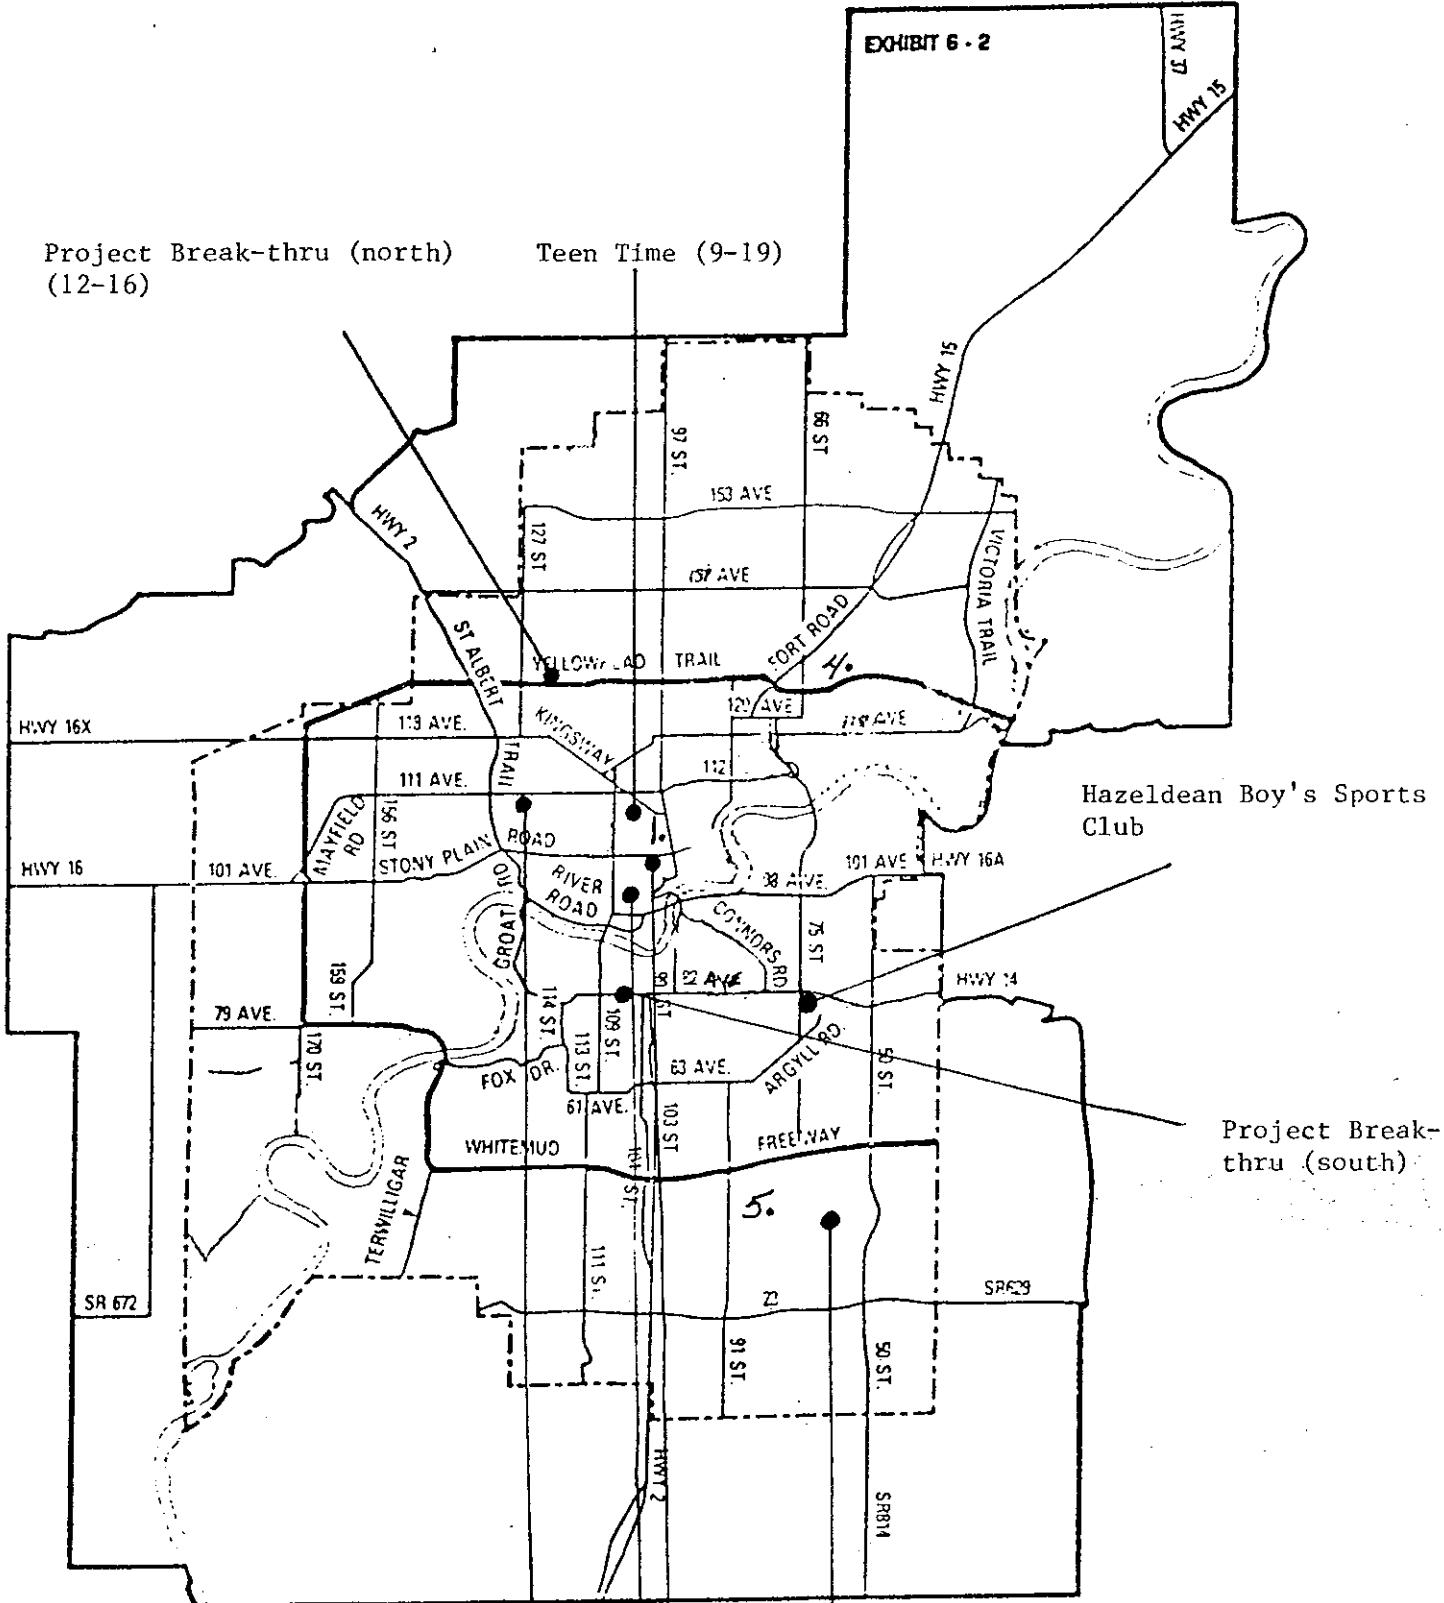 EXHIBIT 6 - 2
HWY 37
HWY 15
Project Break-thru (north)
(12-16)
Teen Time (9-19)
HWY 15
97 ST.
66 ST
153 AVE
HWY 2
127 ST
VICTORIA TRAIL
137 AVE
FORT ROAD
ST ALBERT
TRAIL
YELLOWHEAD TRAIL
4.
HWY 16X
118 AVE.
KINGSWAY
120 AVE
118 AVE
111 AVE.
112
Hazeldean Boy's Sports
Club
MAYFIELD
RD
156 ST
STONY PLAIN ROAD
HWY 16
101 AVE.
101 AVE
HWY 16A
RIVER
ROAD
98 AVE.
GROAT
CONNORS RD
75 ST
159 ST.
82 AVE
HWY 14
79 AVE.
114 ST.
109 ST.
170 ST.
113 ST.
FOX DR.
63 AVE.
ARGYLL RD.
50 ST.
61 AVE.
103 ST
WHITEMUD
FREEWAY
Project Break-
thru (south)
104 ST.
TERWILLIGAR
5.
111 St.
SR 672
23
SR629
91 ST.
50 ST.
HWY 2
SR814